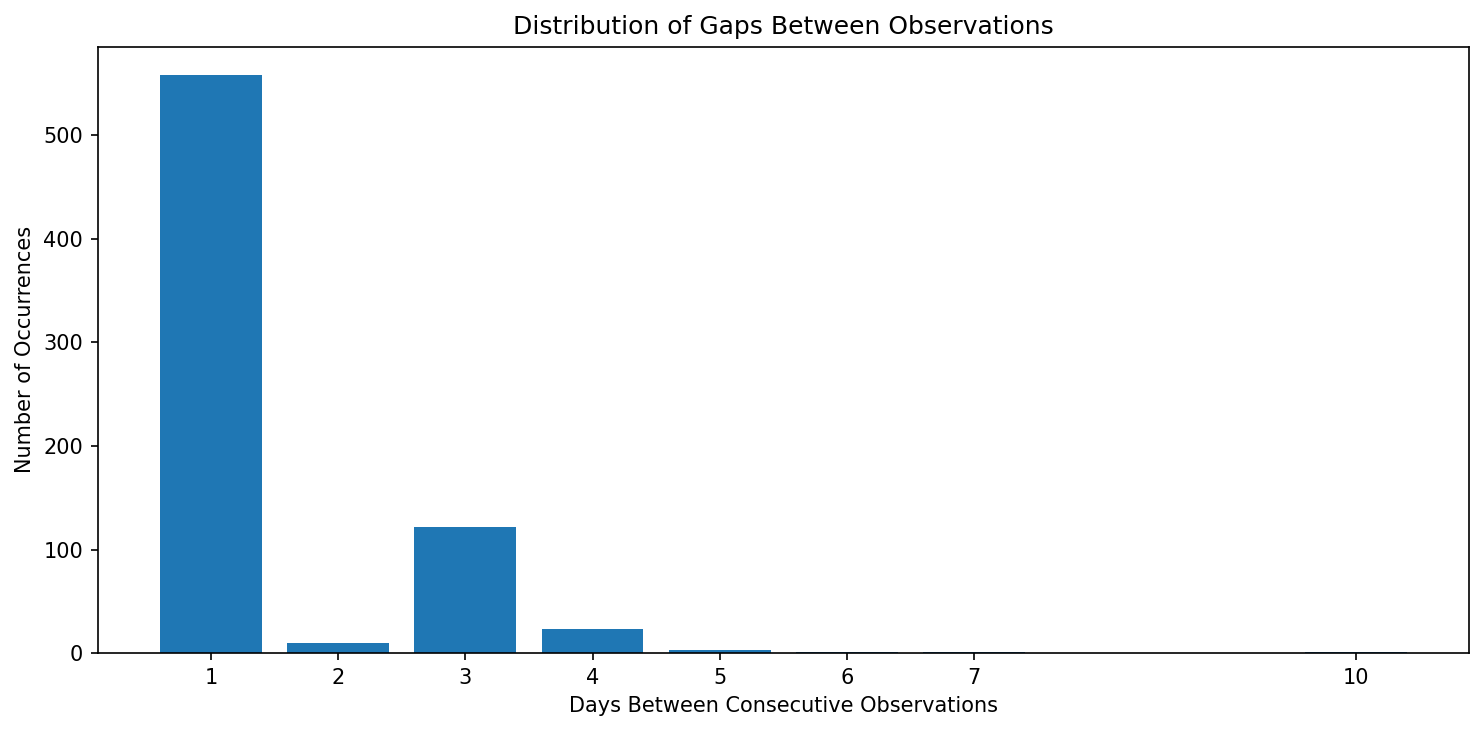 Distribution of Gaps Between Observations
Number of Occurrences
500
400
300
200
100
0
1 2 3 4 5 6 7 10
Days Between Consecutive Observations